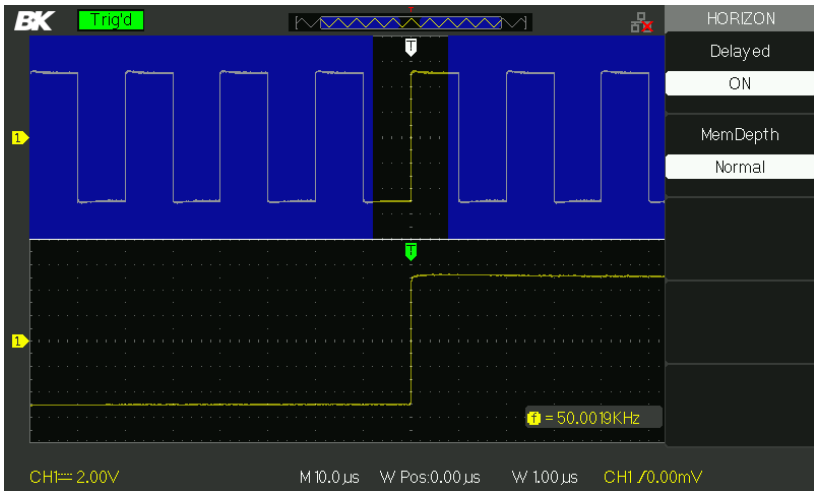 BK Trig'd T HORIZON
Delayed
T
ON
1
MemDepth
Normal
T
1
f = 50.0019KHz
CH1 2.00V M 10.0µs W Pos:0.00µs W 1.00µs CH1 /0.00mV